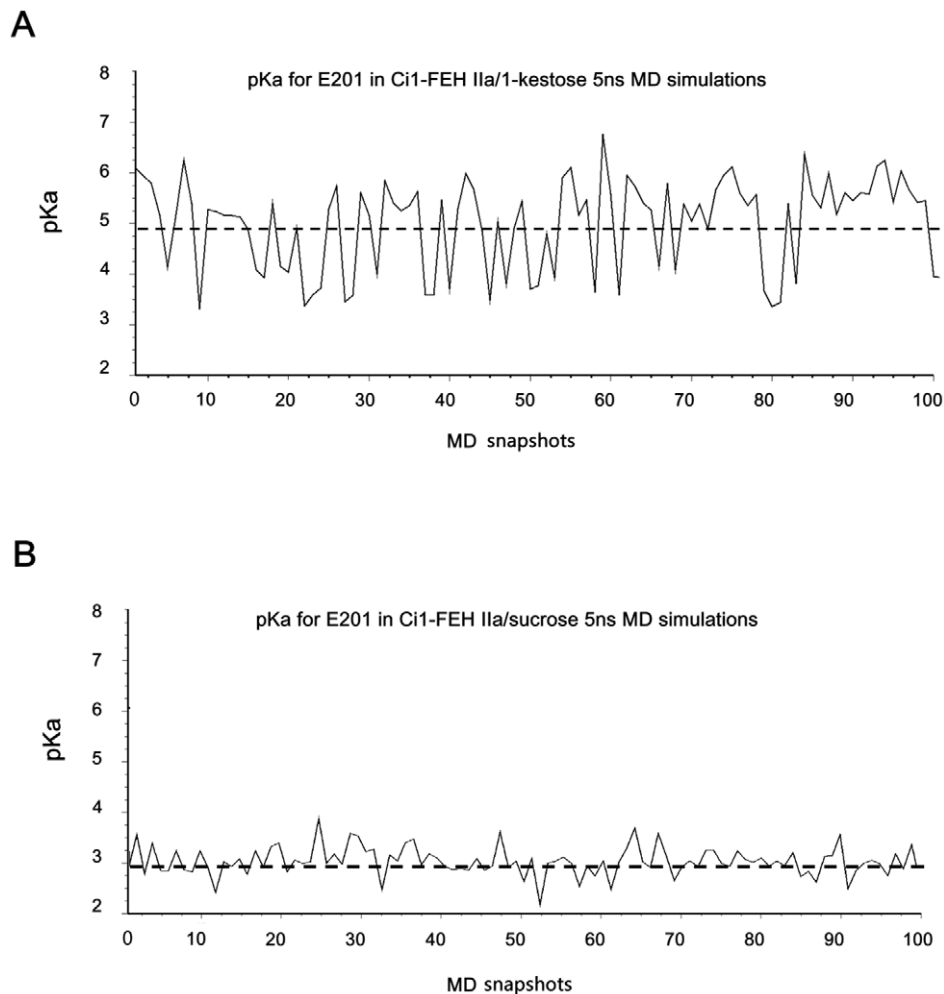 A
pKa for E201 in Ci1-FEH IIa/1-kestose 5ns MD simulations
8
7
6
5
4
3
2
pKa
0 10 20 30 40 50 60 70 80 90 100
MD snapshots
B
pKa for E201 in Ci1-FEH IIa/sucrose 5ns MD simulations
8
7
6
5
4
3
2
pKa
0 10 20 30 40 50 60 70 80 90 100
MD snapshots